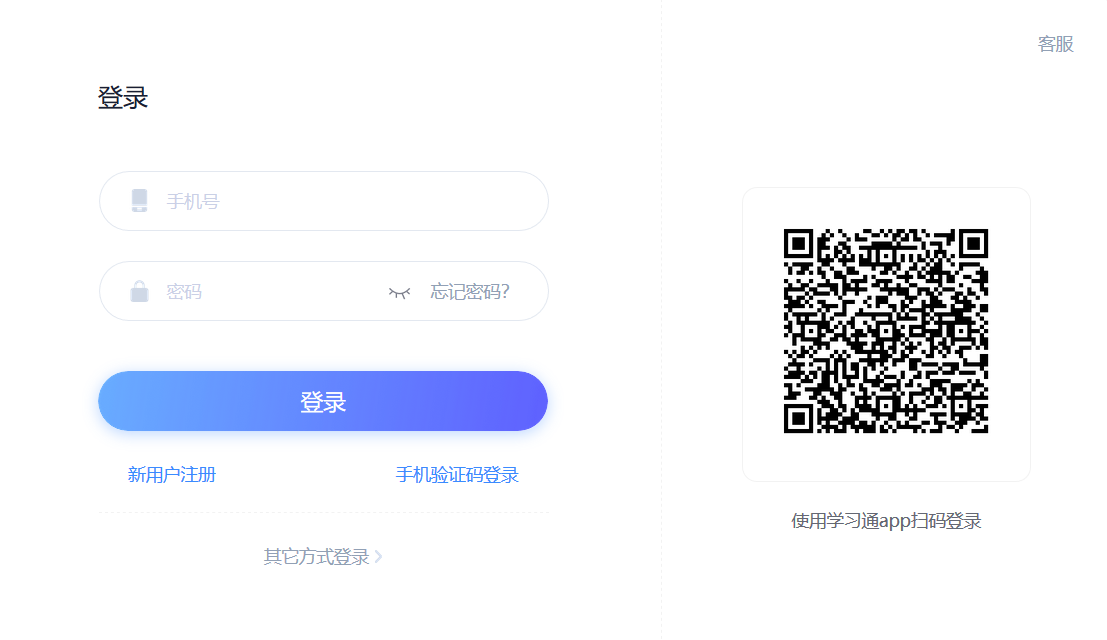 客服
登录
手机号
密码
忘记密码?
登录
新用户注册
手机验证码登录
其它方式登录
使用学习通app扫码登录